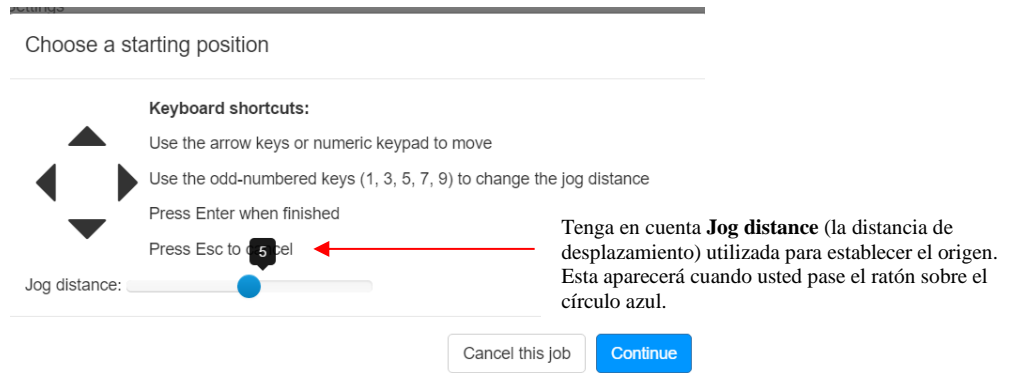 Choose a starting position
Keyboard shortcuts:
Use the arrow keys or numeric keypad to move
Use the odd-numbered keys (1, 3, 5, 7, 9) to change the jog distance
Press Enter when finished
Press Esc to cancel
5
Jog distance:
Tenga en cuenta Jog distance (la distancia de
desplazamiento) utilizada para establecer el origen.
Esta aparecerá cuando usted pase el ratón sobre el
círculo azul.
Cancel this job
Continue